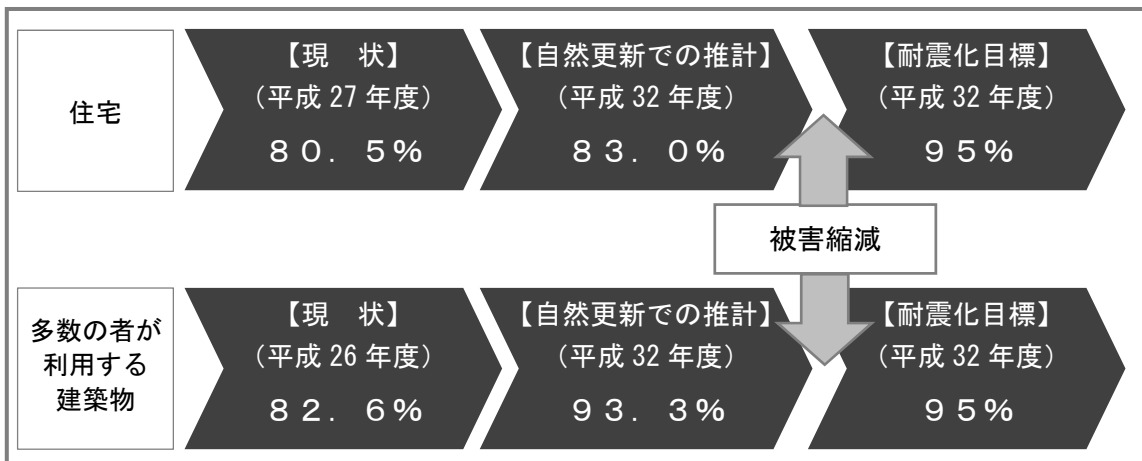 住宅
【現　状】
（平成 27 年度）
８０．５％
【自然更新での推計】
（平成 32 年度）
８３．０％
【耐震化目標】
（平成 32 年度）
９５％
被害縮減
多数の者が
利用する
建築物
【現　状】
（平成 26 年度）
８２．６％
【自然更新での推計】
（平成 32 年度）
９３．３％
【耐震化目標】
（平成 32 年度）
９５％